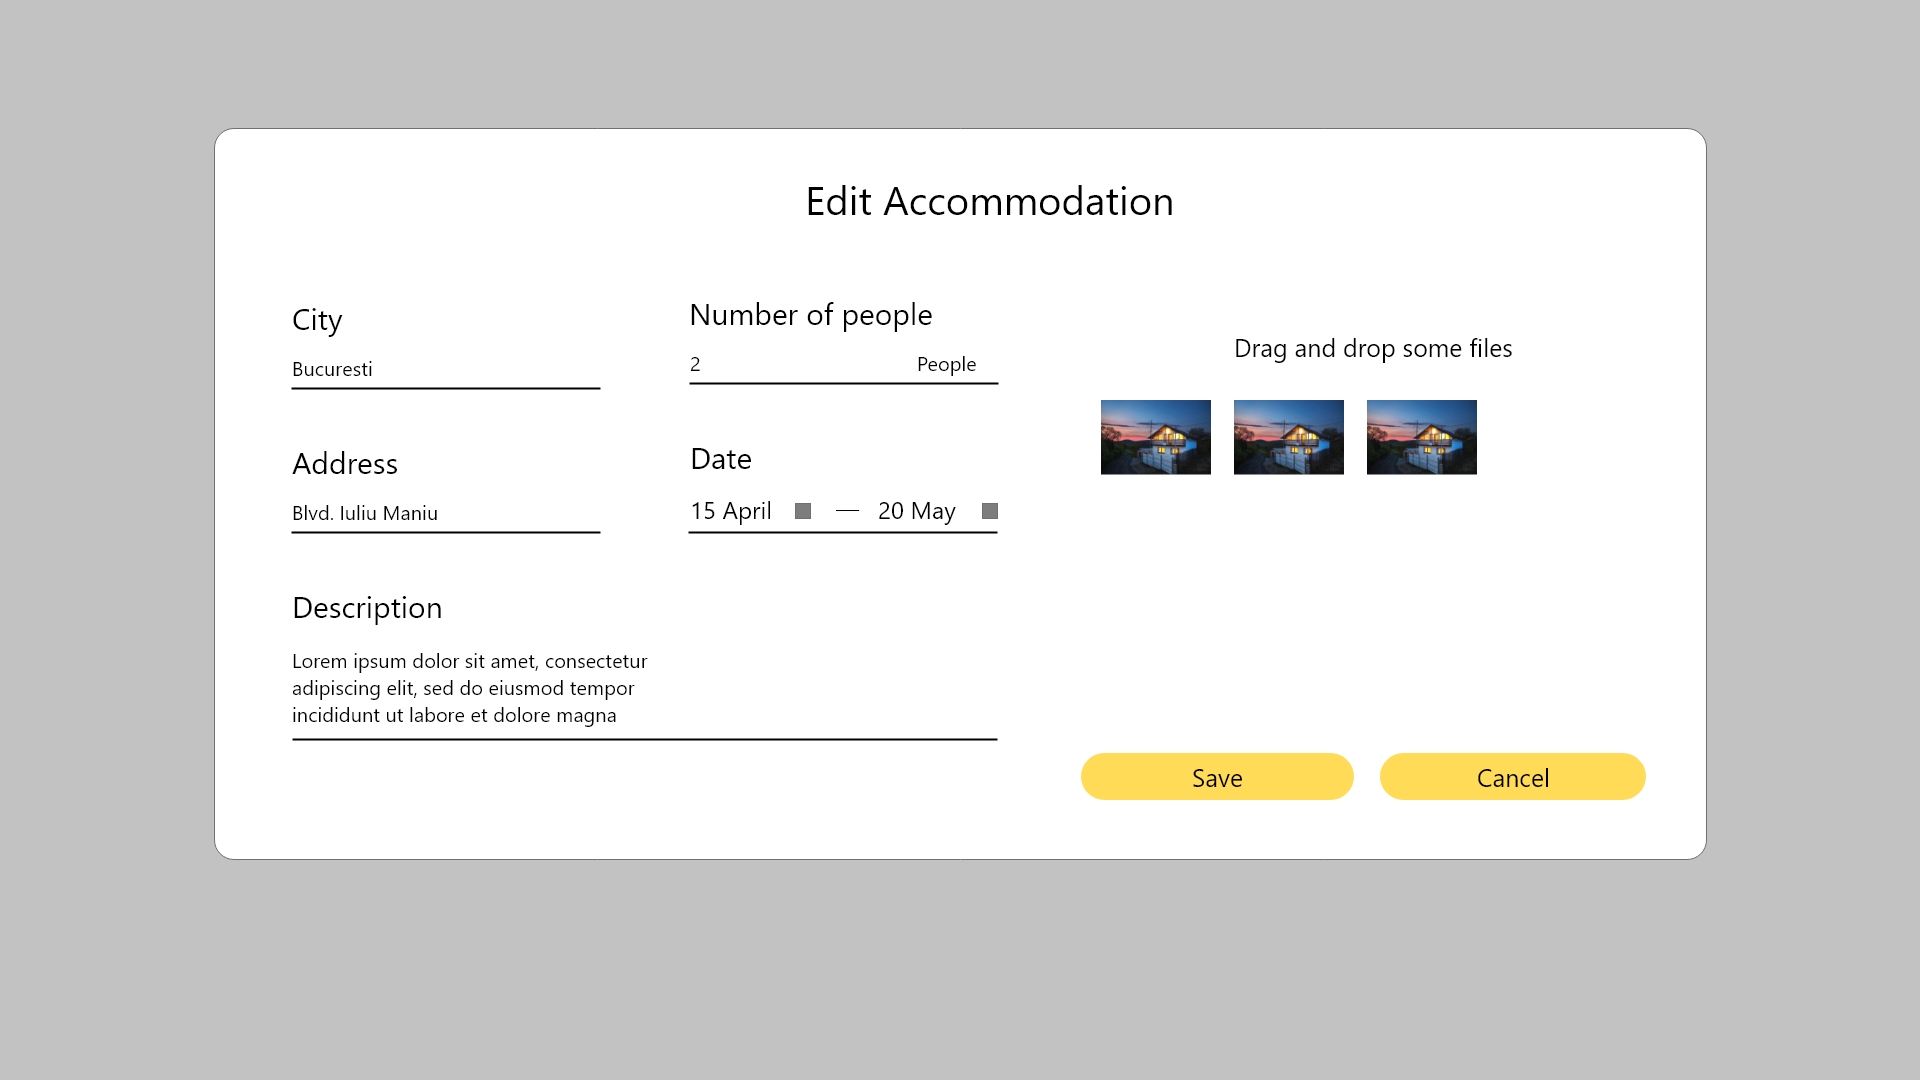 Edit Accommodation
City
Bucuresti
Number of people
2 People
Address
Blvd. Iuliu Maniu
Date
15 April — 20 May
Description
Lorem ipsum dolor sit amet, consectetur
adipiscing elit, sed do eiusmod tempor
incididunt ut labore et dolore magna
Drag and drop some files
Save
Cancel